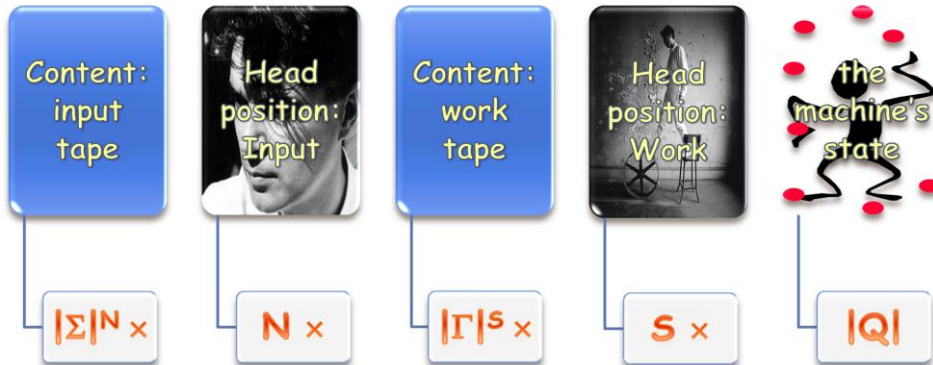 Content:
input
tape
Head
position:
Input
Content:
work
tape
Head
position:
Work
the
machine's
state
|Σ|ᴺ ×
N ×
|Γ|ˢ ×
S ×
|Q|